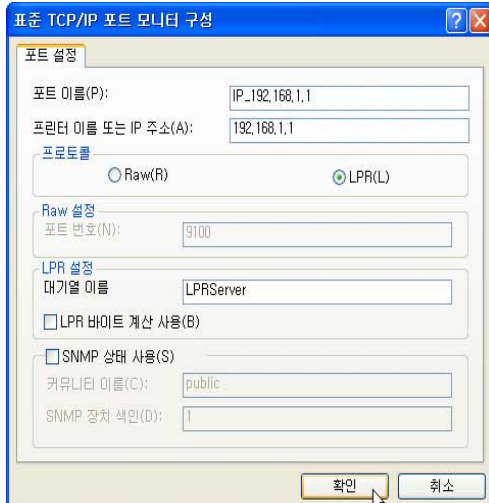 표준 TCP/IP 포트 모니터 구성
포트 설정
포트 이름(P): IP_192,168,1,1
프린터 이름 또는 IP 주소(A): 192,168,1,1
프로토콜
Raw(R) LPR(L)
Raw 설정
포트 번호(N): 9100
LPR 설정
대기열 이름 LPRServer
LPR 바이트 계산 사용(B)
SNMP 상태 사용(S)
커뮤니티 이름(C): public
SNMP 장치 색인(D): 1
확인 취소